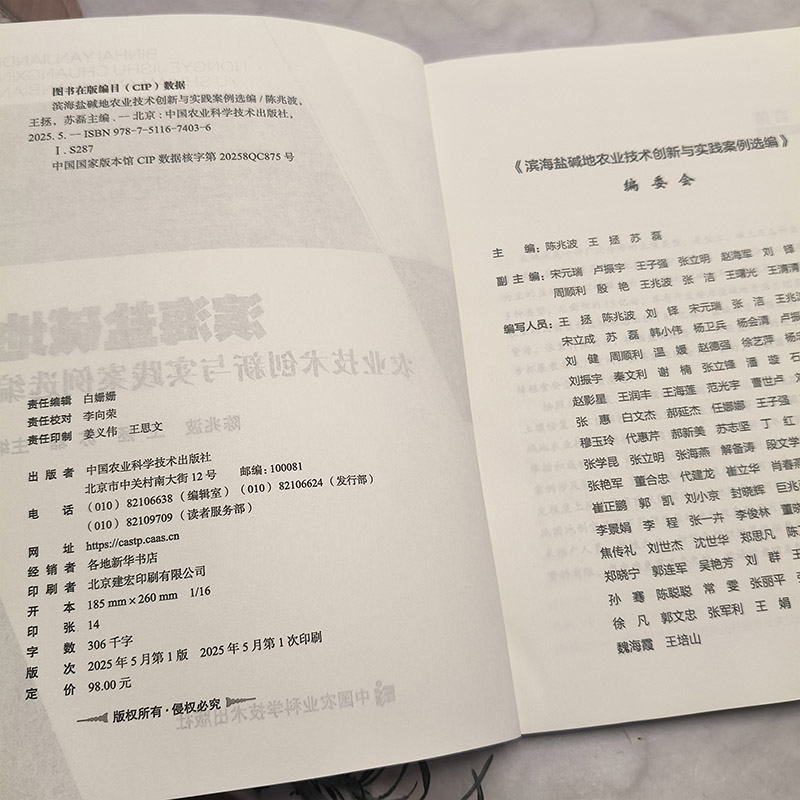 图书在版编目（CIP）数据
滨海盐碱地农业技术创新与实践案例选编 / 陈兆波，
王拯，苏磊主编 . -- 北京：中国农业科学技术出版社，
2025. 5. -- ISBN 978-7-5116-7403-6
Ⅰ . S287
中国国家版本馆 CIP 数据核字第 20258QC875 号
责任编辑 白姗姗
责任校对 李向荣
责任印制 姜义伟 王思文
出版者 中国农业科学技术出版社
北京市中关村南大街 12 号 邮编：100081
电话 （010）82106638（编辑室）（010）82106624（发行部）
（010）82109709（读者服务部）
网址 https://castp.caas.cn
经销者 各地新华书店
印刷者 北京建宏印刷有限公司
开本 185 mm×260 mm 1/16
印张 14
字数 306 千字
版次 2025 年 5 月第 1 版 2025 年 5 月第 1 次印刷
定价 98.00 元
版权所有·侵权必究
《滨海盐碱地农业技术创新与实践案例选编》
编委会
主编：陈兆波 王拯 苏磊
副主编：宋元瑞 卢振宇 王子强 张立明 赵海军 刘铎
周顺利 殷艳 王兆波 张洁 王曙光 王清清
编写人员：王拯 陈兆波 刘铎 宋元瑞 张洁 王兆
宋立成 苏磊 韩小伟 杨卫兵 杨会清 卢振
刘健 周顺利 温媛 赵德强 徐艺萍 杨
刘振宇 秦文利 谢楠 张立锋 潘璇 石
赵影星 王润丰 王海莲 范光宇 曹世卢 刘
张惠 白文杰 郝延杰 任娜娜 王子
穆玉玲 代惠芹 郝新美 苏志坚 丁红
张学昆 张立明 张海燕 解备涛 段文学
张艳军 董合忠 代建龙 崔立华 肖春燕
崔正鹏 郭凯 刘小京 封晓辉 巨兆
李景娟 李程 张一卉 李俊林 董晓
焦传礼 刘世杰 沈世华 郑思凡 陈
郑晓宁 郭连军 吴艳芳 刘群 王
孙骞 陈聪聪 常雯 张丽平
徐凡 郭文忠 张军利 王娟
魏海霞 王培山